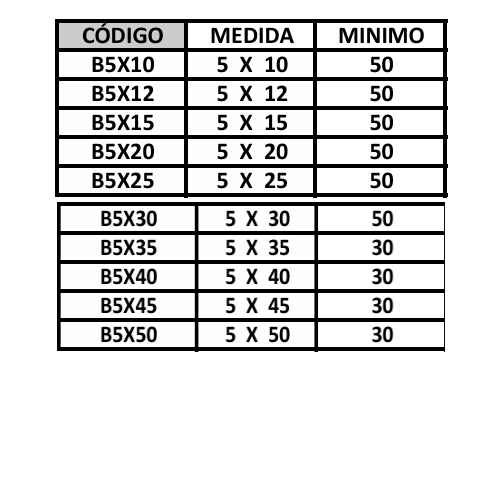 CÓDIGO MEDIDA MINIMO
B5X10 5 X 10 50
B5X12 5 X 12 50
B5X15 5 X 15 50
B5X20 5 X 20 50
B5X25 5 X 25 50
B5X30 5 X 30 50
B5X35 5 X 35 30
B5X40 5 X 40 30
B5X45 5 X 45 30
B5X50 5 X 50 30